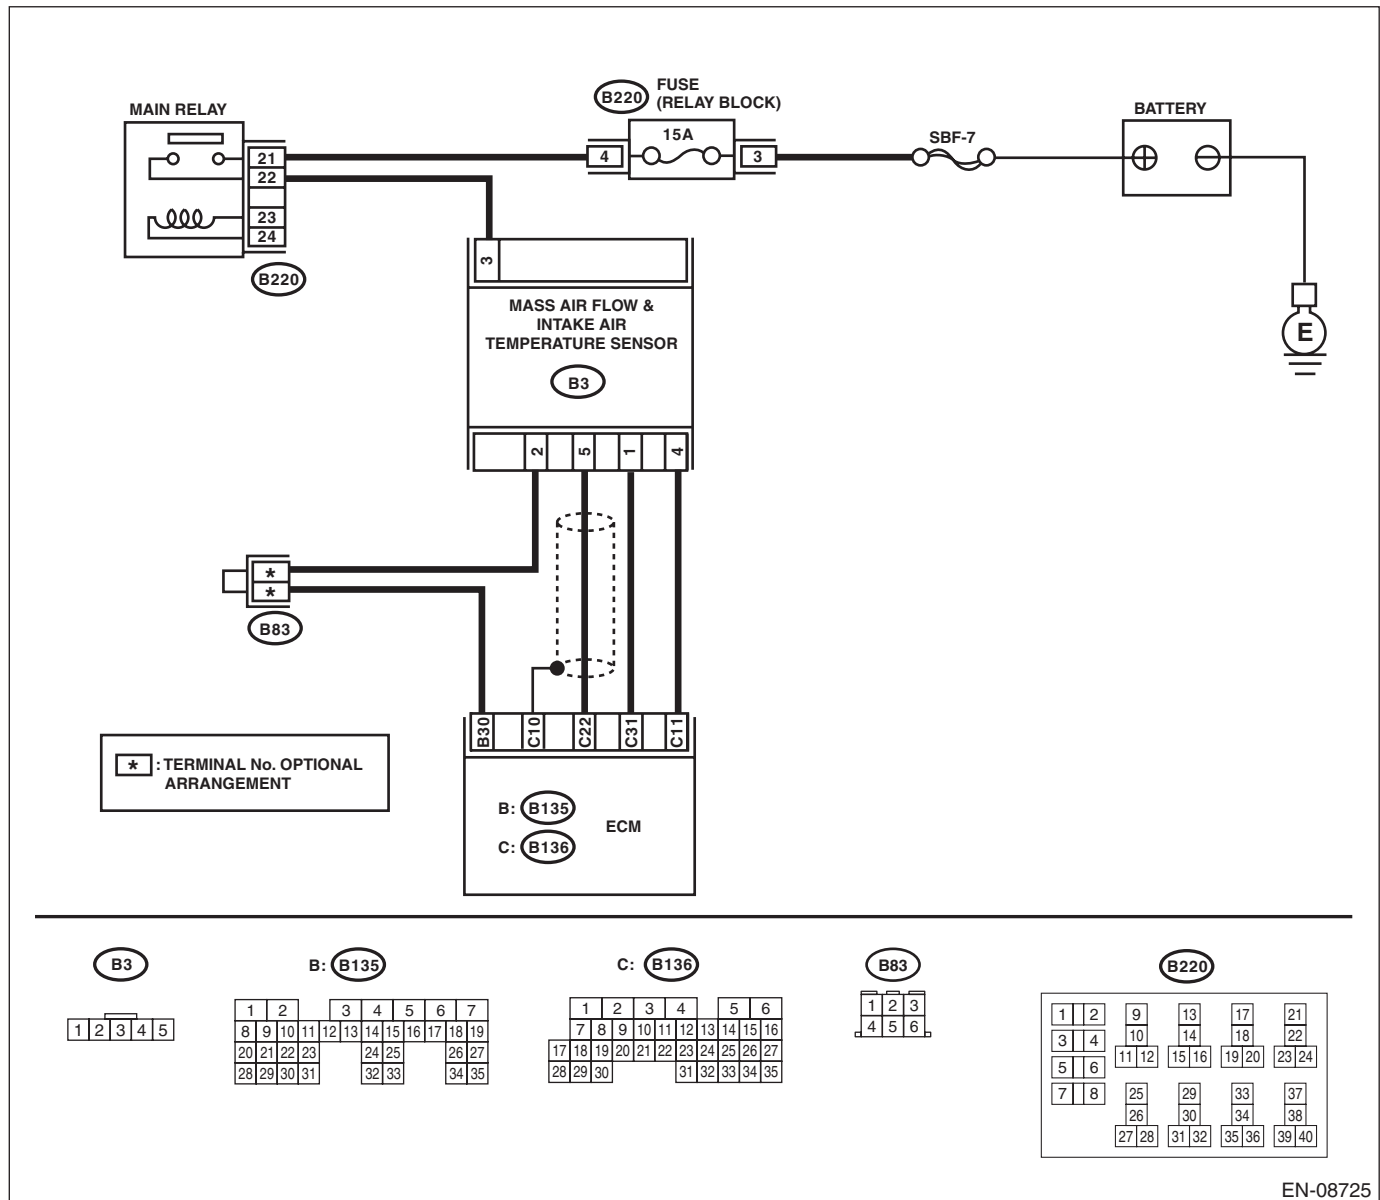 B220
FUSE
(RELAY BLOCK)
MAIN RELAY
15A
SBF-7
BATTERY
21
22
23
24
4
3
B220
3
MASS AIR FLOW &
INTAKE AIR
TEMPERATURE SENSOR
B3
E
2 5 1 4
*
*
B83
B30 C10 C22 C31 C11
* : TERMINAL No. OPTIONAL
ARRANGEMENT
B: B135
ECM
C: B136
B3
1 2 3 4 5
B: B135
1 2 3 4 5 6 7
8 9 10 11 12 13 14 15 16 17 18 19
20 21 22 23 24 25 26 27
28 29 30 31 32 33 34 35
C: B136
1 2 3 4 5 6
7 8 9 10 11 12 13 14 15 16
17 18 19 20 21 22 23 24 25 26 27
28 29 30 31 32 33 34 35
B83
1 2 3
4 5 6
B220
1 2
3 4
5 6
7 8
9 13 17 21
10 14 18 22
11 12 15 16 19 20 23 24
25 29 33 37
26 30 34 38
27 28 31 32 35 36 39 40
EN-08725